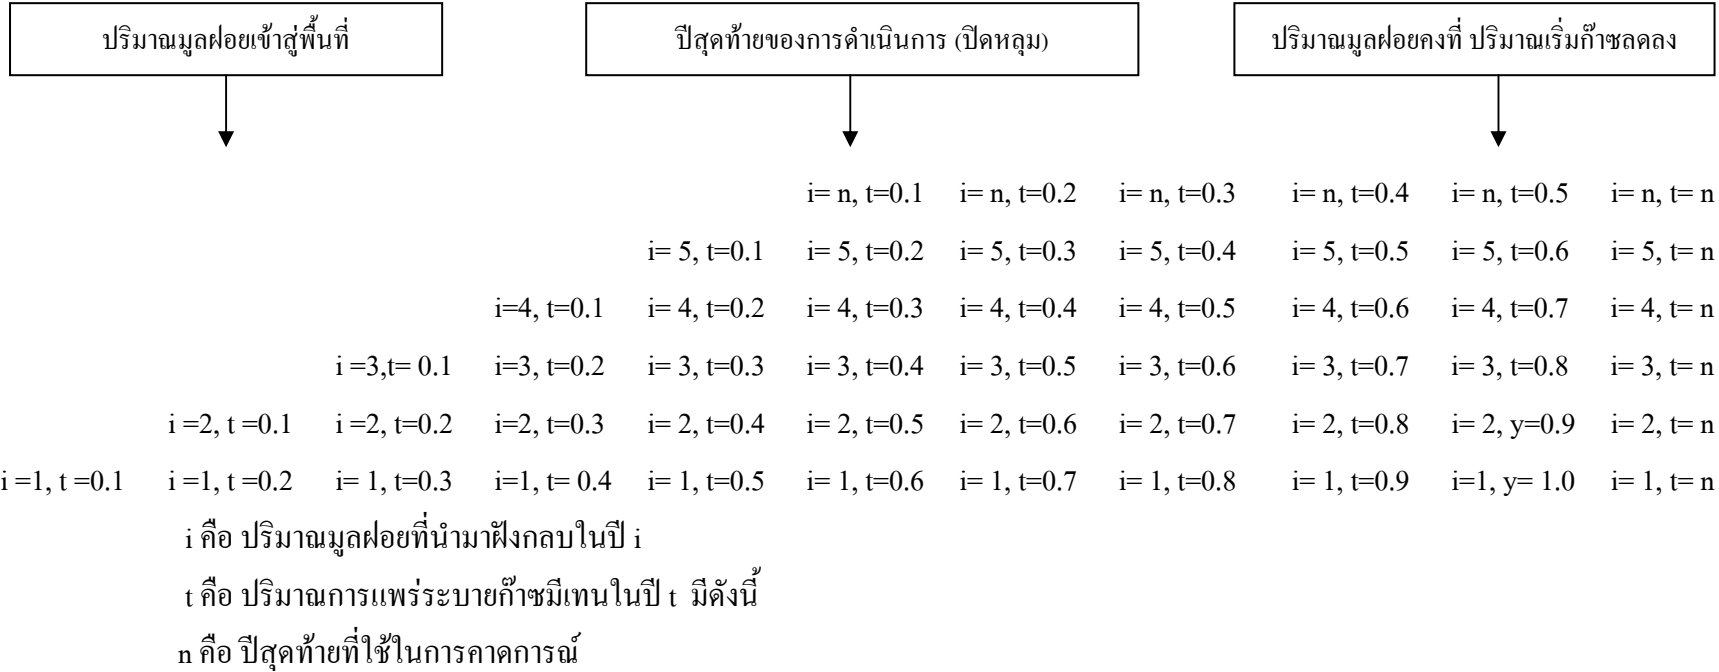 ปริมาณมูลฝอยเข้าสู่พื้นที่ ปีสุดท้ายของการดำเนินการ (ปิดหลุม) ปริมาณมูลฝอยคงที่ ปริมาณเริ่มก๊าซลดลง
i= n, t=0.1 i= n, t=0.2 i= n, t=0.3 i= n, t=0.4 i= n, t=0.5 i= n, t= n
i= 5, t=0.1 i= 5, t=0.2 i= 5, t=0.3 i= 5, t=0.4 i= 5, t=0.5 i= 5, t=0.6 i= 5, t= n
i=4, t=0.1 i= 4, t=0.2 i= 4, t=0.3 i= 4, t=0.4 i= 4, t=0.5 i= 4, t=0.6 i= 4, t=0.7 i= 4, t= n
i =3,t= 0.1 i=3, t=0.2 i= 3, t=0.3 i= 3, t=0.4 i= 3, t=0.5 i= 3, t=0.6 i= 3, t=0.7 i= 3, t=0.8 i= 3, t= n
i =2, t =0.1 i =2, t=0.2 i=2, t=0.3 i= 2, t=0.4 i= 2, t=0.5 i= 2, t=0.6 i= 2, t=0.7 i= 2, t=0.8 i= 2, y=0.9 i= 2, t= n
i =1, t =0.1 i =1, t =0.2 i= 1, t=0.3 i=1, t= 0.4 i= 1, t=0.5 i= 1, t=0.6 i= 1, t=0.7 i= 1, t=0.8 i= 1, t=0.9 i=1, y= 1.0 i= 1, t= n
i คือ ปริมาณมูลฝอยที่นำมาฝังกลบในปี i
t คือ ปริมาณการแพร่ระบายก๊าซมีเทนในปี t มีดังนี้
n คือ ปีสุดท้ายที่ใช้ในการคาดการณ์